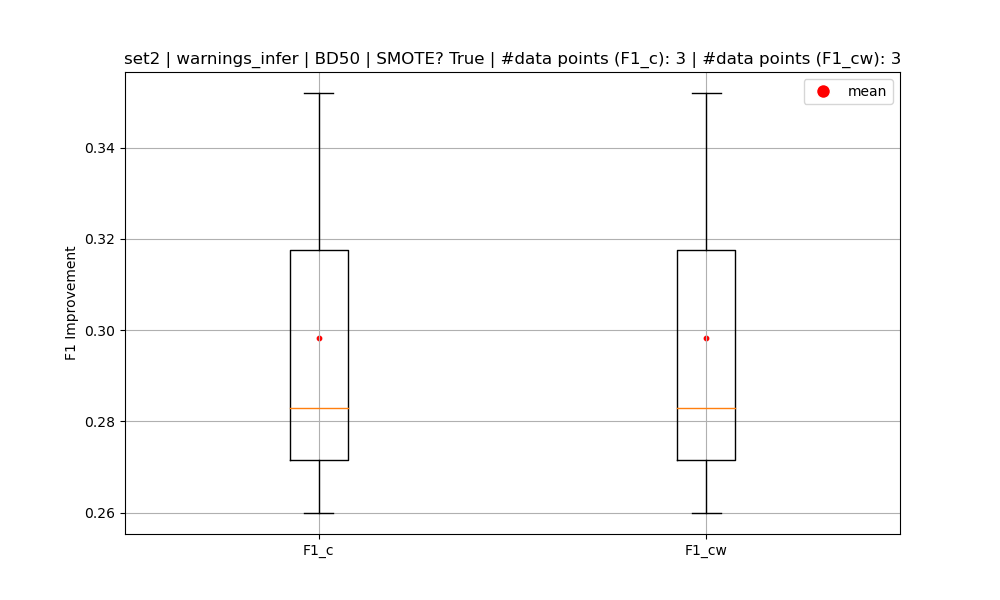 set2 | warnings_infer | BD50 | SMOTE? True | #data points (F1_c): 3 | #data points (F1_cw): 3
mean
0.34
0.32
0.30
0.28
0.26
F1 Improvement
F1_c
F1_cw